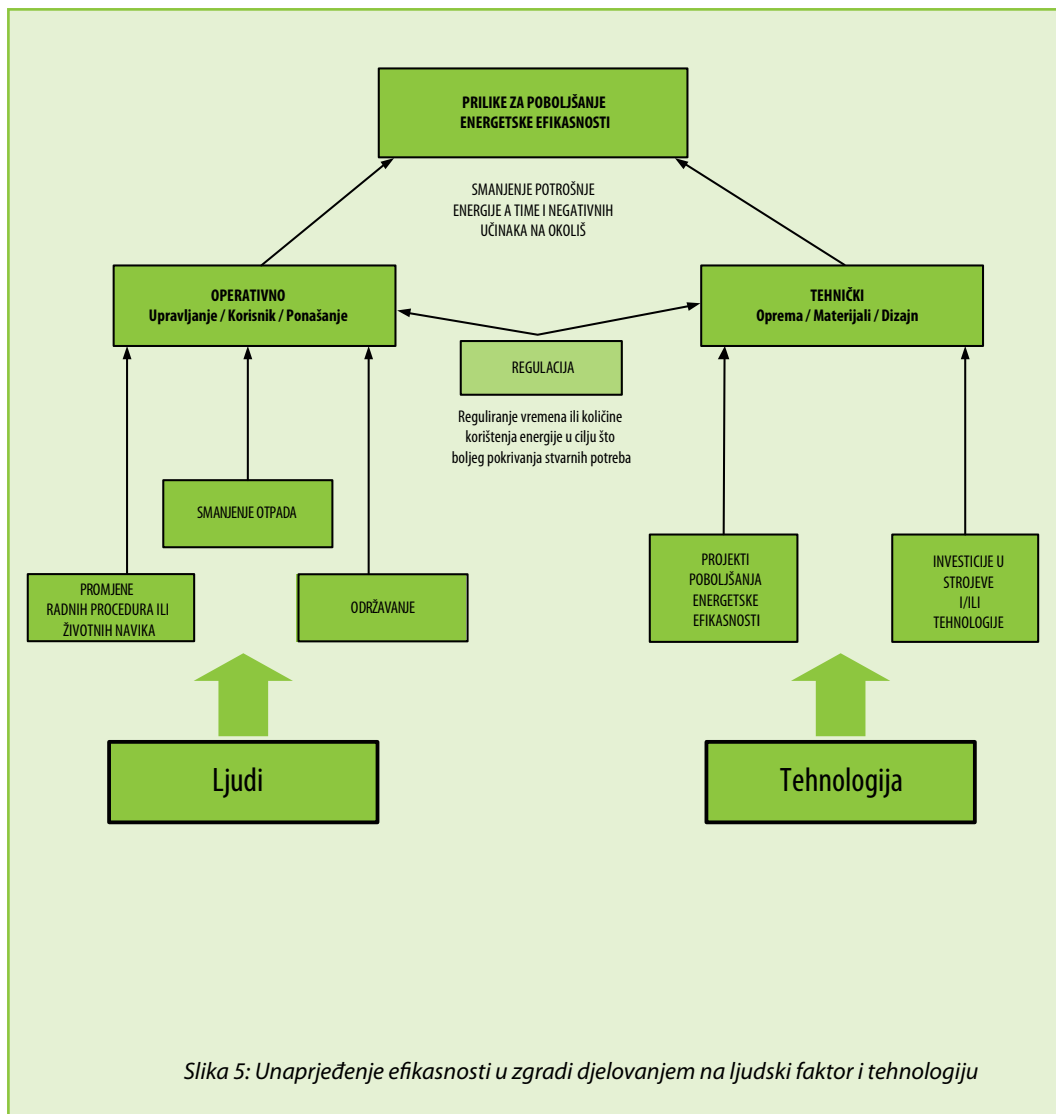 PRILIKE ZA POBOLJŠANJE
ENERGETSKE EFIKASNOSTI
SMANJENJE POTROŠNJE
ENERGIJE A TIME I NEGATIVNIH
UČINAKA NA OKOLIŠ
OPERATIVNO
Upravljanje / Korisnik / Ponašanje
TEHNIČKI
Oprema / Materijali / Dizajn
REGULACIJA
Reguliranje vremena ili količine
korištenja energije u cilju što
boljeg pokrivanja stvarnih potreba
SMANJENJE OTPADA
PROMJENE
RADNIH PROCEDURA ILI
ŽIVOTNIH NAVIKA
ODRŽAVANJE
PROJEKTI
POBOLJŠANJA
ENERGETSKE
EFIKASNOSTI
INVESTICIJE U
STROJEVE
I/ILI
TEHNOLOGIJE
Ljudi
Tehnologija
Slika 5: Unaprjeđenje efikasnosti u zgradi djelovanjem na ljudski faktor i tehnologiju